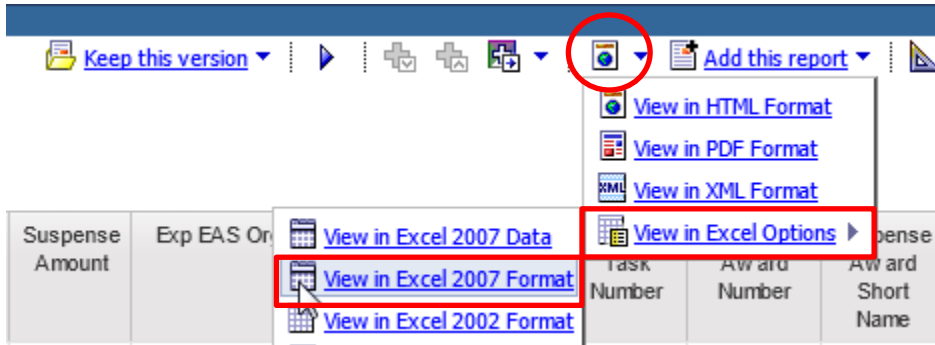 Keep this version
Add this report
View in HTML Format
View in PDF Format
XML View in XML Format
View in Excel Options
View in Excel 2007 Data
View in Excel 2007 Format
View in Excel 2002 Format
Suspense
Amount
Exp EAS Or
Task
Number
Award
Number
pense
Award
Short
Name